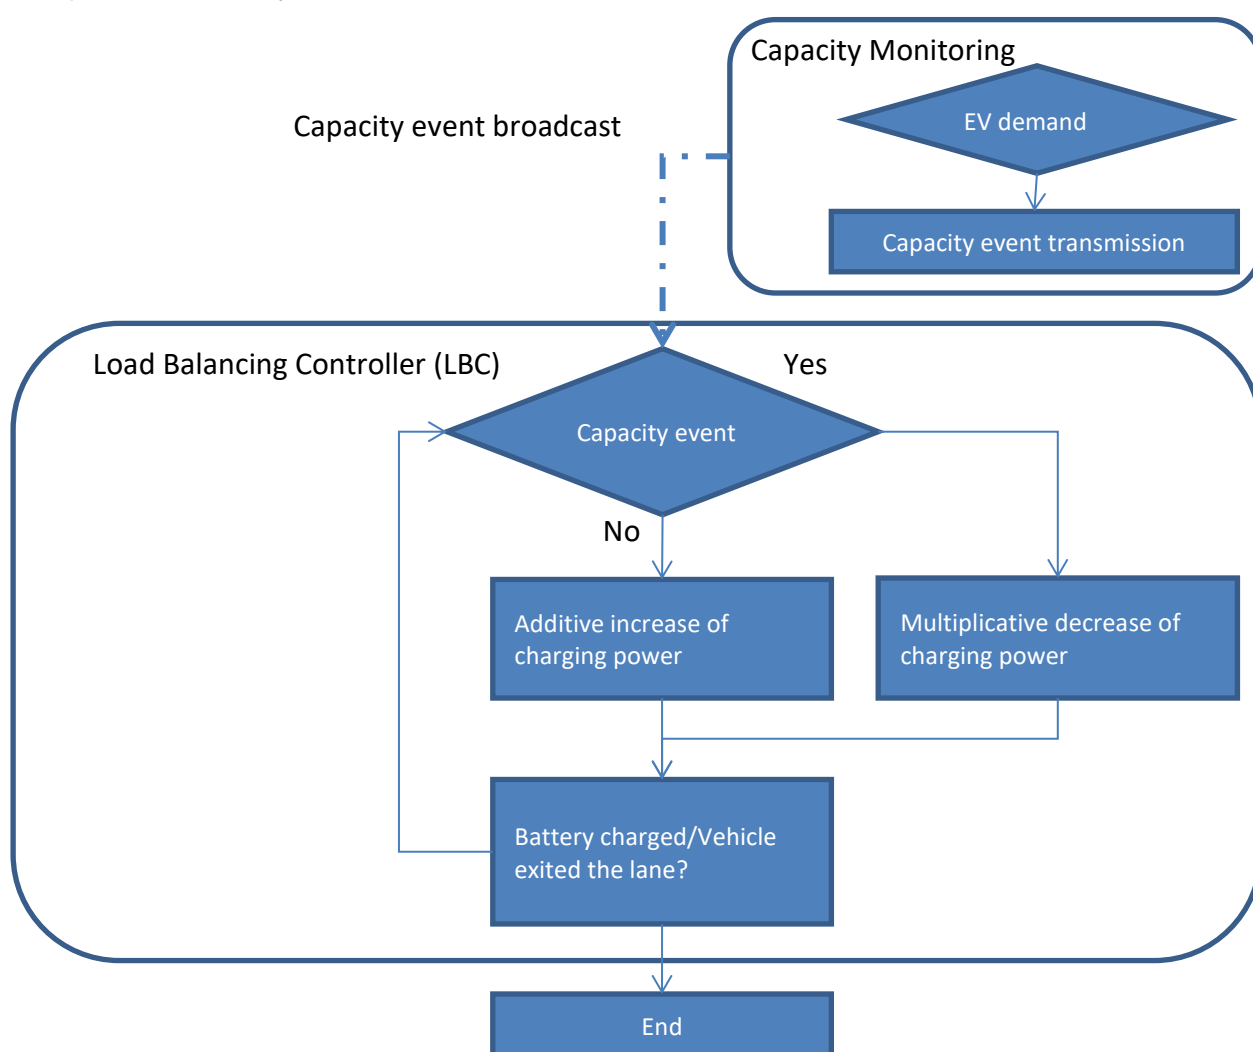 Capacity Monitoring
EV demand
Capacity event broadcast
Capacity event transmission
Load Balancing Controller (LBC)
Yes
Capacity event
No
Additive increase of
charging power
Multiplicative decrease of
charging power
Battery charged/Vehicle
exited the lane?
End